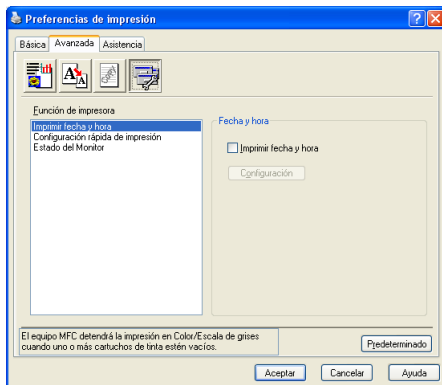 Preferencias de impresión
Básica Avanzada Asistencia
Función de impresora
Imprimir fecha y hora
Configuración rápida de impresión
Estado del Monitor
Fecha y hora
Imprimir fecha y hora
Configuración
El equipo MFC detendrá la impresión en Color/Escala de grises
cuando uno o más cartuchos de tinta estén vacíos.
Predeterminado
Aceptar Cancelar Ayuda